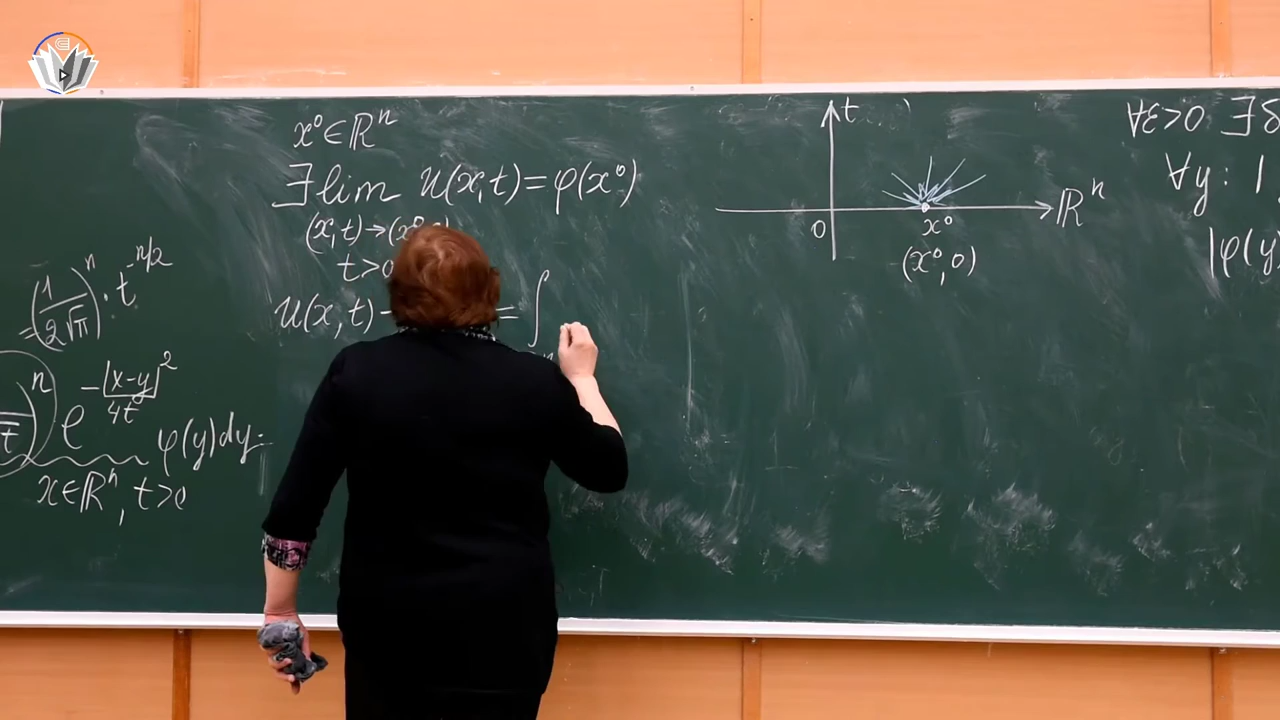 =(1/2√π)ⁿ · t^(-n/2)
t)ⁿ e^(-|x-y|²/4t) φ(y)dy.
x∈ℝⁿ, t>0
x⁰∈ℝⁿ
∃ lim u(x,t)=φ(x⁰)
(x,t)→(x⁰,0)
t>0
u(x,t)- = ∫
t
0 x⁰ ℝⁿ
(x⁰,0)
∀ε>0 ∃δ
∀y: |
|φ(y)